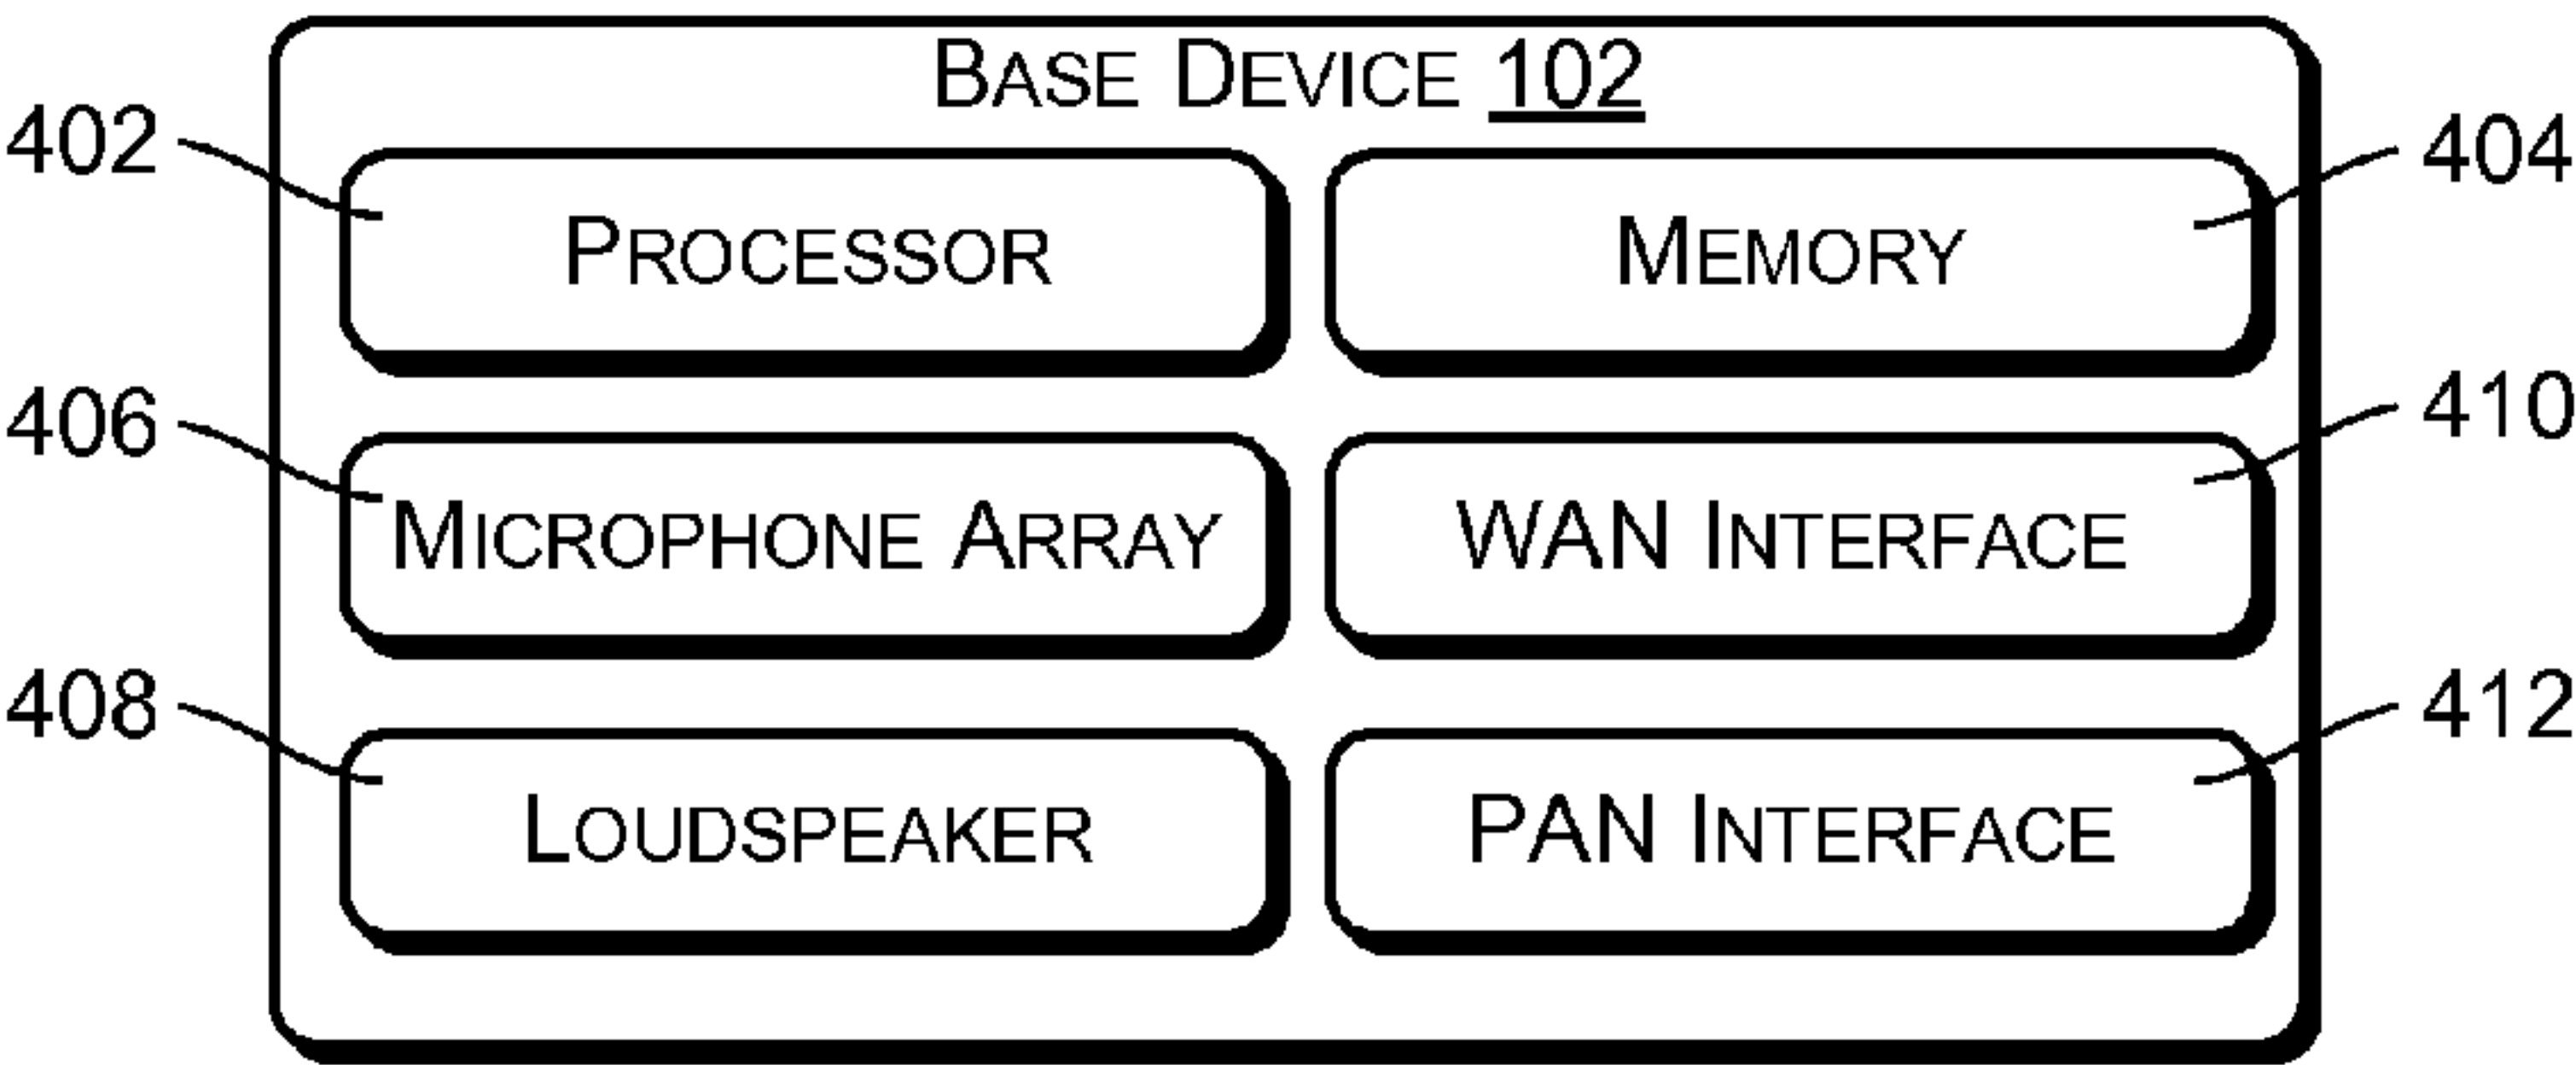 BASE DEVICE 102
402
PROCESSOR
MEMORY
404
406
MICROPHONE ARRAY
WAN INTERFACE
410
408
LOUDSPEAKER
PAN INTERFACE
412